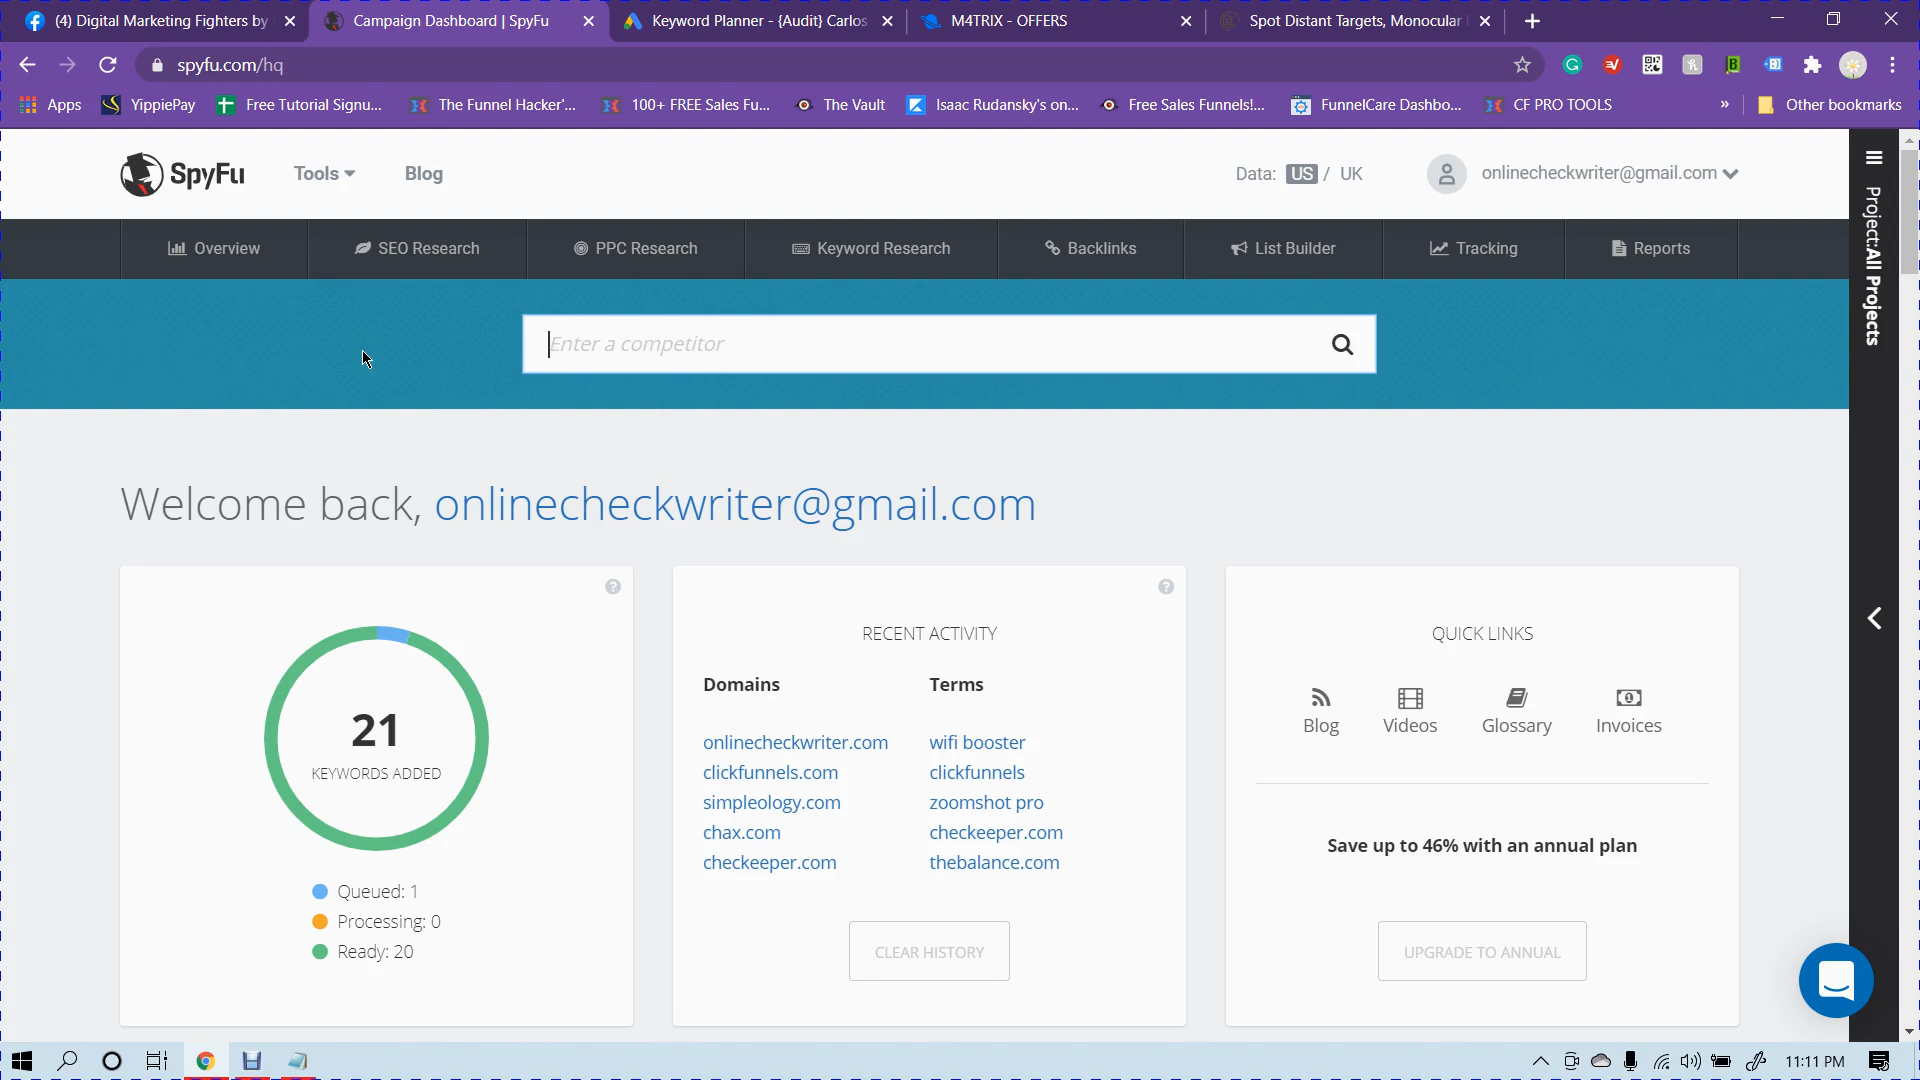 (4) Digital Marketing Fighters by
Campaign Dashboard | SpyFu
Keyword Planner - {Audit} Carlos
M4TRIX - OFFERS
Spot Distant Targets, Monocular
spyfu.com/hq
Apps
YippiePay
Free Tutorial Signu...
The Funnel Hacker'...
100+ FREE Sales Fu...
The Vault
Isaac Rudansky's on...
Free Sales Funnels!...
FunnelCare Dashbo...
CF PRO TOOLS
»
Other bookmarks
SpyFu
Tools
Blog
Data: US / UK
onlinecheckwriter@gmail.com
Project:All Projects
Overview
SEO Research
PPC Research
Keyword Research
Backlinks
List Builder
Tracking
Reports
Enter a competitor
Welcome back, onlinecheckwriter@gmail.com
21
KEYWORDS ADDED
Queued: 1
Processing: 0
Ready: 20
RECENT ACTIVITY
Domains
onlinecheckwriter.com
clickfunnels.com
simpleology.com
chax.com
checkeeper.com
Terms
wifi booster
clickfunnels
zoomshot pro
checkeeper.com
thebalance.com
CLEAR HISTORY
QUICK LINKS
Blog
Videos
Glossary
Invoices
Save up to 46% with an annual plan
UPGRADE TO ANNUAL
11:11 PM